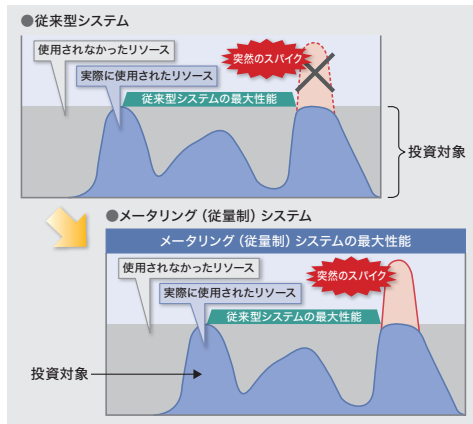 ●従来型システム
使用されなかったリソース
実際に使用されたリソース
突然のスパイク
従来型システムの最大性能
投資対象
●メータリング（従量制）システム
メータリング（従量制）システムの最大性能
使用されなかったリソース
実際に使用されたリソース
突然のスパイク
従来型システムの最大性能
投資対象